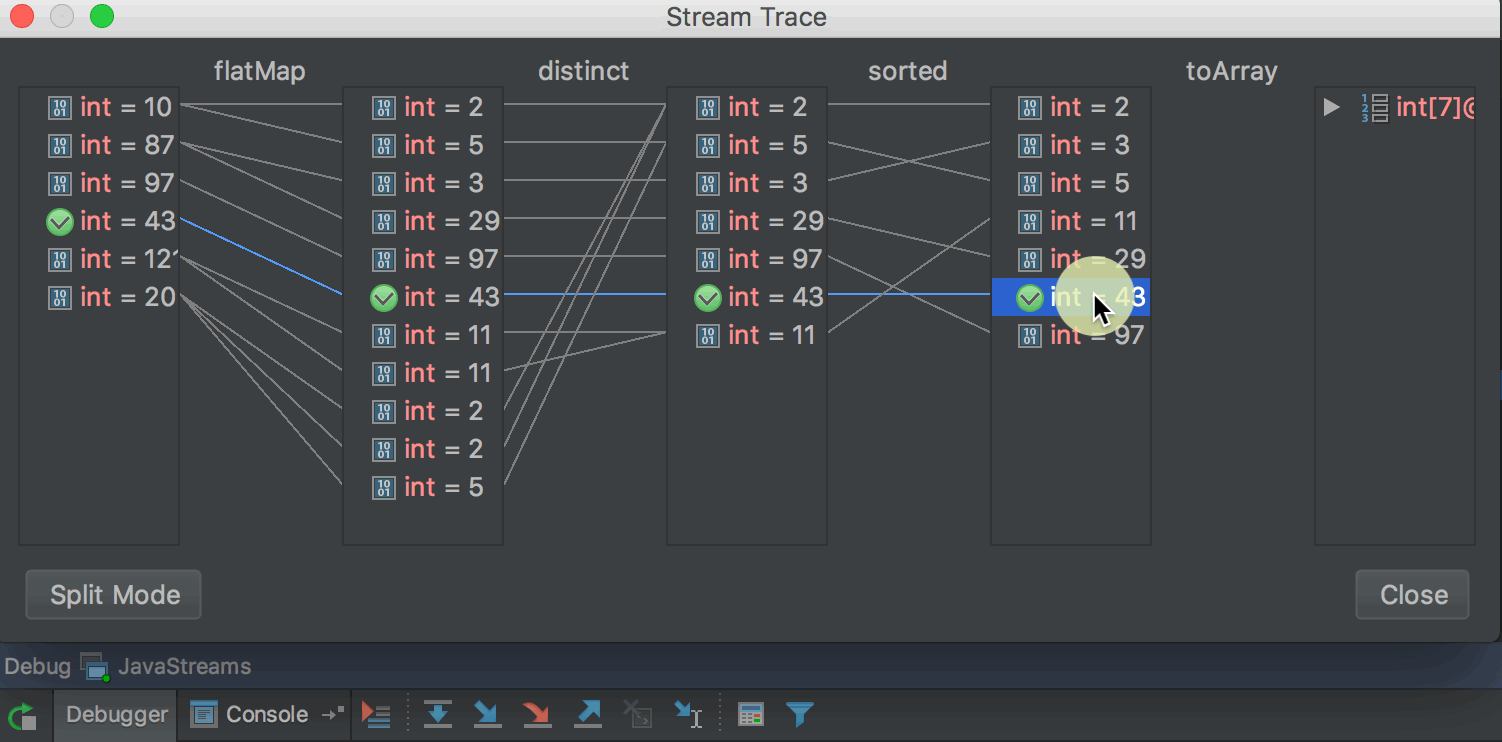 Stream Trace
flatMap distinct sorted toArray
int = 10 int = 2 int = 2 int = 2 int[7]@
int = 87 int = 5 int = 5 int = 3
int = 97 int = 3 int = 3 int = 5
int = 43 int = 29 int = 29 int = 11
int = 12 int = 97 int = 97 int = 29
int = 20 int = 43 int = 43 int = 43
int = 11 int = 11 int = 97
int = 11
int = 2
int = 2
int = 5
Split Mode Close
Debug JavaStreams
Debugger Console